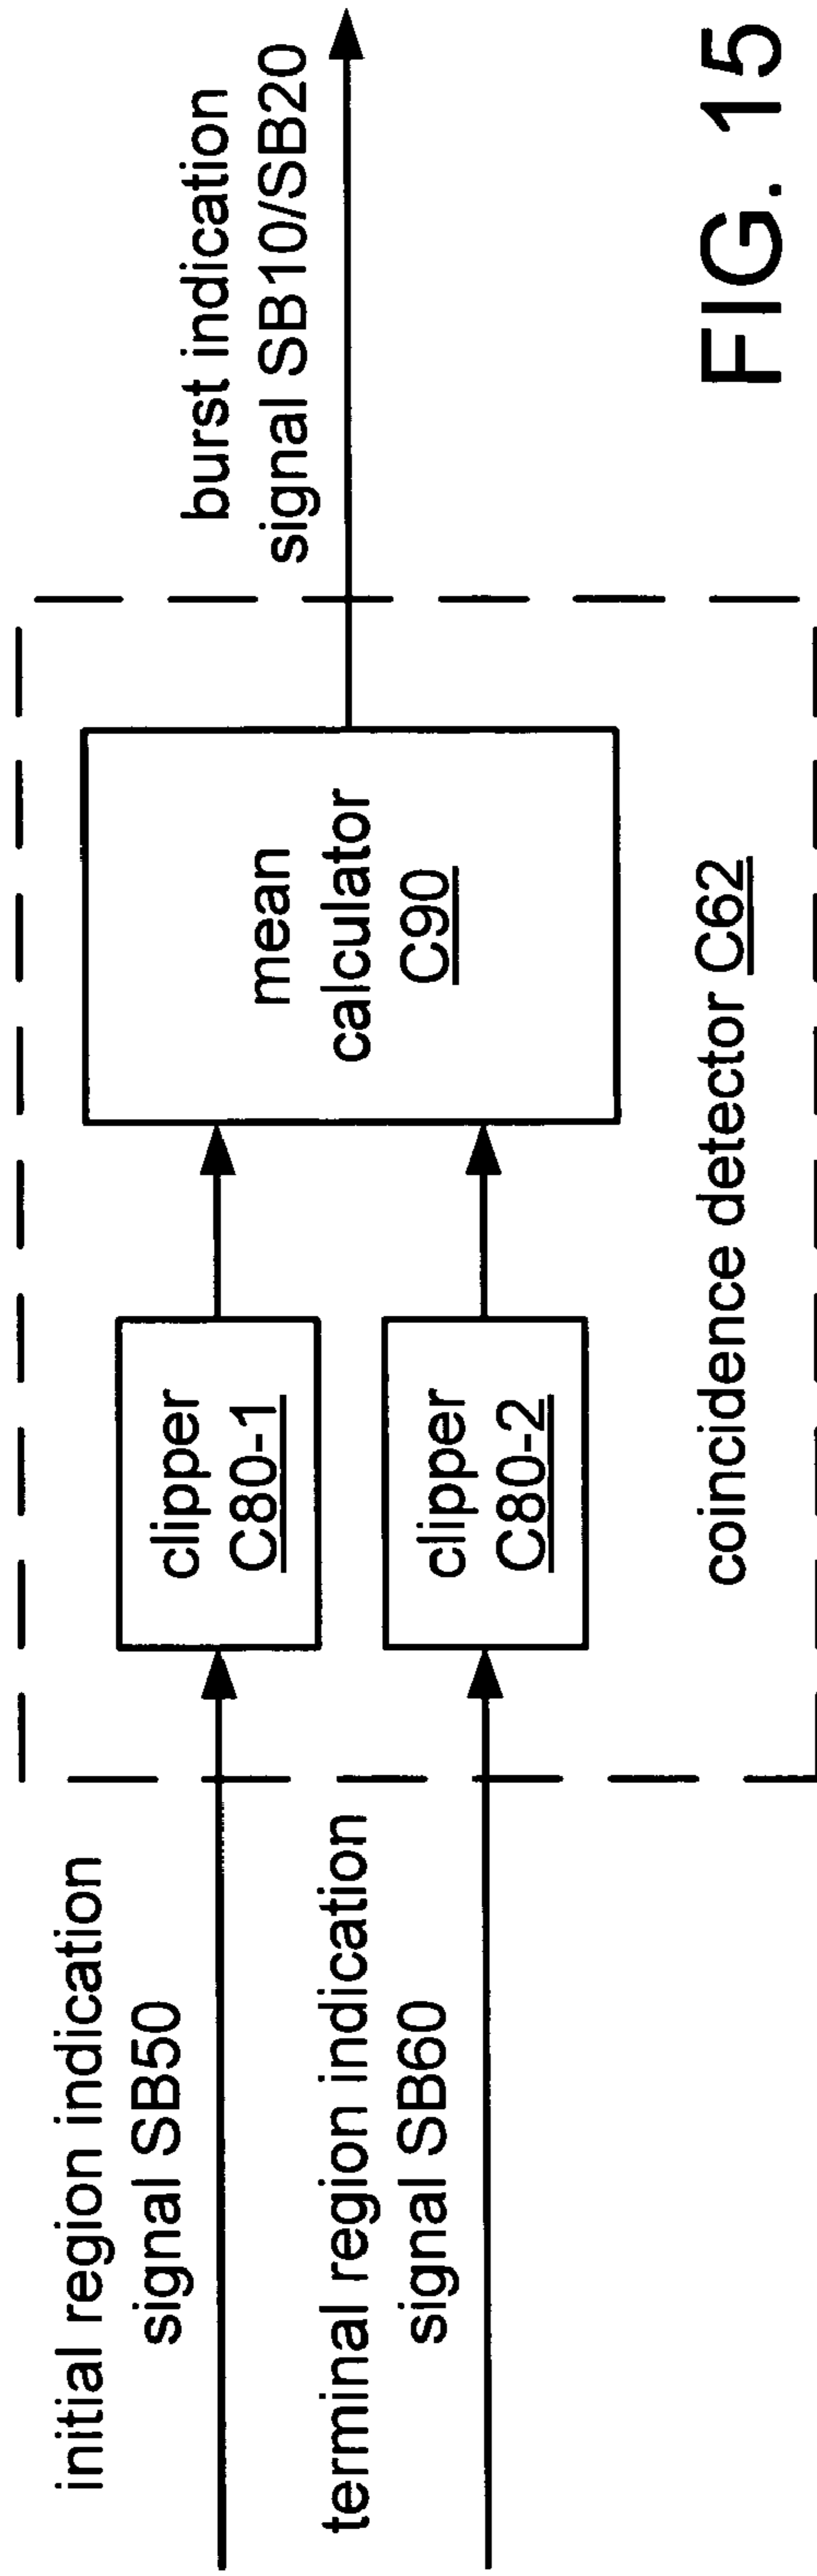 initial region indication
signal SB50
terminal region indication
signal SB60
clipper
C80-1
clipper
C80-2
mean
calculator
C90
coincidence detector C62
burst indication
signal SB10/SB20
FIG. 15